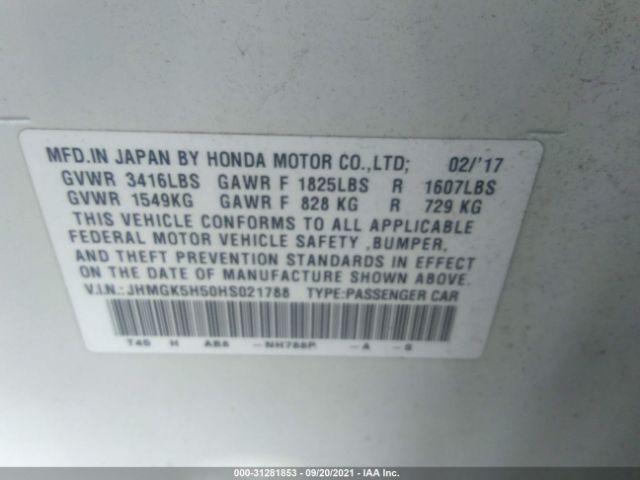 MFD.IN JAPAN BY HONDA MOTOR CO.,LTD; 02/'17
GVWR 3416LBS GAWR F 1825LBS R 1607LBS
GVWR 1549KG GAWR F 828 KG R 729 KG
THIS VEHICLE CONFORMS TO ALL APPLICABLE
FEDERAL MOTOR VEHICLE SAFETY ,BUMPER,
AND THEFT PREVENTION STANDARDS IN EFFECT
ON THE DATE OF MANUFACTURE SHOWN ABOVE.
V.I.N.:JHMGK5H50HS021788 TYPE:PASSENGER CAR
T45 H AB8 -NH788P -A -S
000-31281853 - 09/20/2021 - IAA Inc.